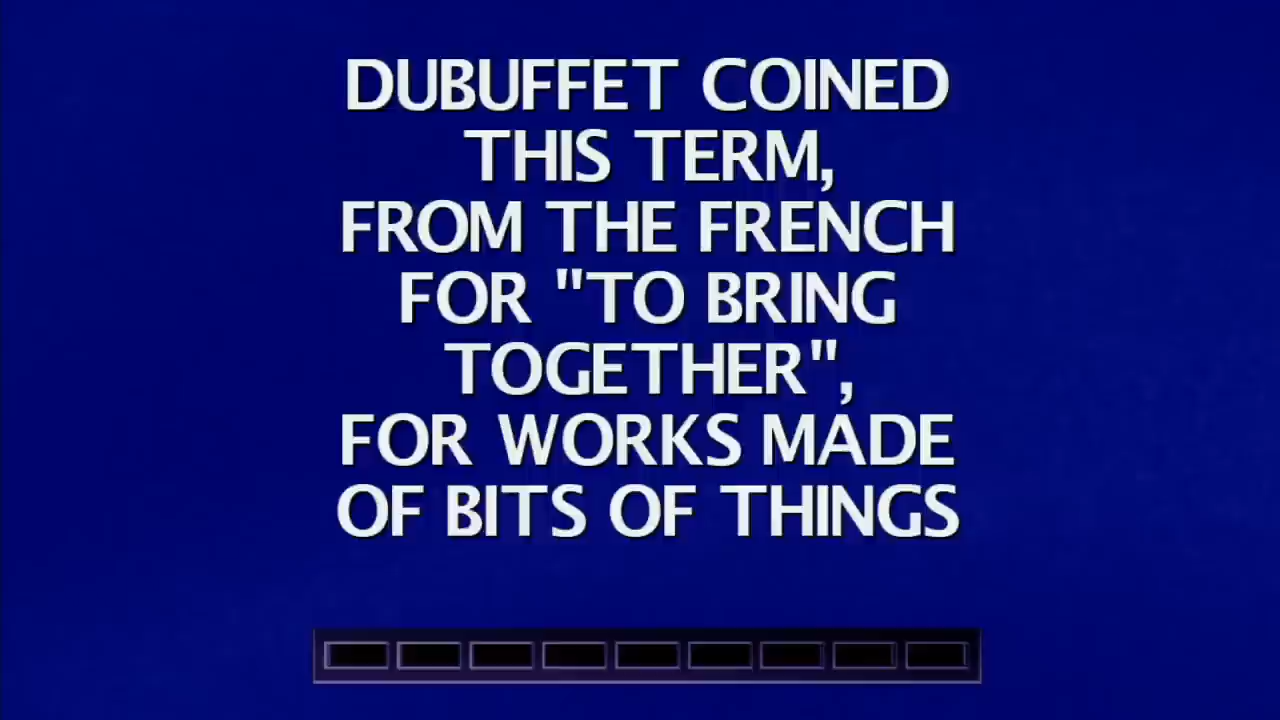 DUBUFFET COINED
THIS TERM,
FROM THE FRENCH
FOR "TO BRING
TOGETHER",
FOR WORKS MADE
OF BITS OF THINGS